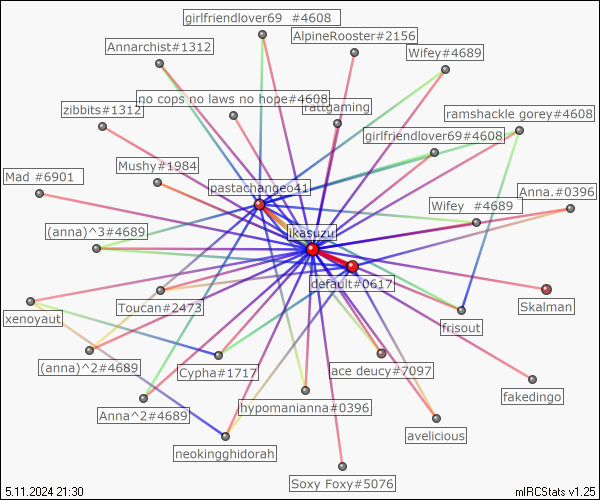 girlfriendlover69  #4608
AlpineRooster#2156
Annarchist#1312
Wifey#4689
no cops no laws no hope#4608
rattgaming
zibbits#1312
ramshackle gorey#4608
girlfriendlover69#4608
Mushy#1984
Mad #6901
pastachangeo41
Anna.#0396
Wifey  #4689
(anna)^3#4689
ikasuzu
default#0617
Toucan#2473
Skalman
xenoyaut
frisout
(anna)^2#4689
Cypha#1717
ace deucy#7097
fakedingo
Anna^2#4689
hypomanianna#0396
avelicious
neokingghidorah
Soxy Foxy#5076
5.11.2024 21:30
mIRCStats v1.25